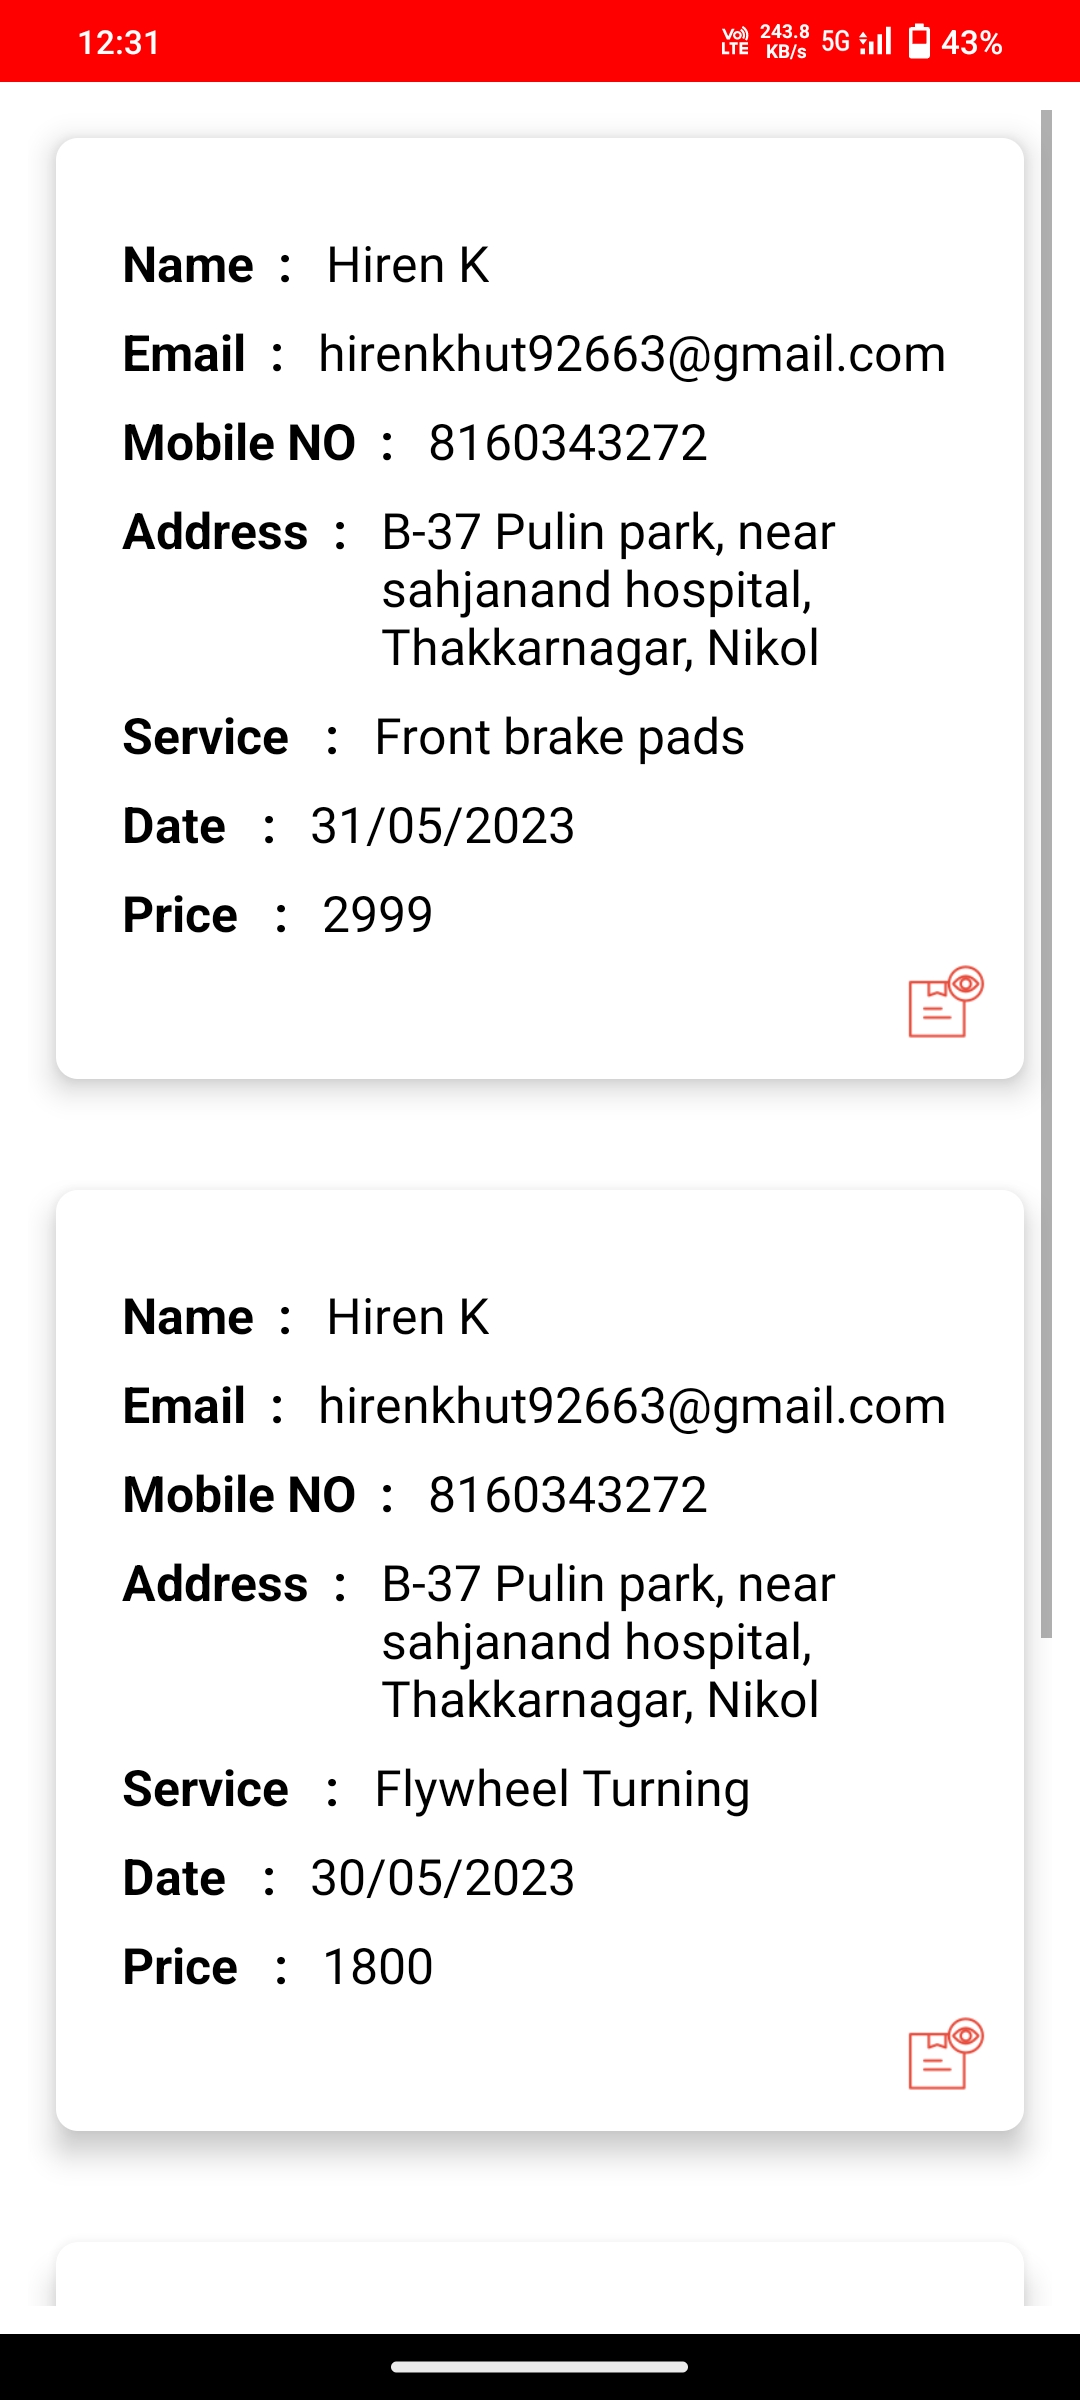 12:31 Vo) LTE 243.8 KB/s 5G 43%
Name : Hiren K
Email : hirenkhut92663@gmail.com
Mobile NO : 8160343272
Address : B-37 Pulin park, near
sahjanand hospital,
Thakkarnagar, Nikol
Service : Front brake pads
Date : 31/05/2023
Price : 2999
Name : Hiren K
Email : hirenkhut92663@gmail.com
Mobile NO : 8160343272
Address : B-37 Pulin park, near
sahjanand hospital,
Thakkarnagar, Nikol
Service : Flywheel Turning
Date : 30/05/2023
Price : 1800